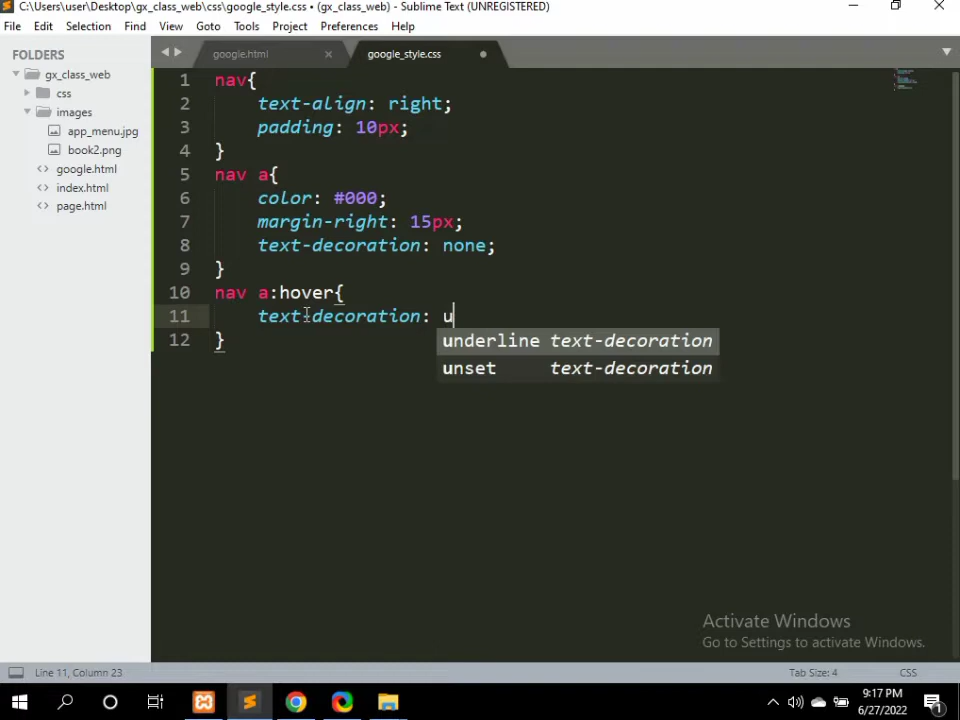 C:\Users\user\Desktop\gx_class_web\css\google_style.css • (gx_class_web) - Sublime Text (UNREGISTERED)
File Edit Selection Find View Goto Tools Project Preferences Help
FOLDERS
gx_class_web
css
images
app_menu.jpg
book2.png
google.html
index.html
page.html
google.html × google_style.css
1 nav{
2 text-align: right;
3 padding: 10px;
4 }
5 nav a{
6 color: #000;
7 margin-right: 15px;
8 text-decoration: none;
9 }
10 nav a:hover{
11 text-decoration: u
12 }
underline text-decoration
unset text-decoration
Activate Windows
Go to Settings to activate Windows.
Line 11, Column 23 Tab Size: 4 CSS
9:17 PM
6/27/2022
1